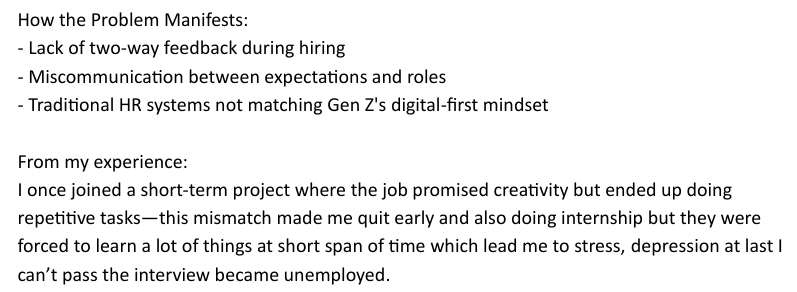 How the Problem Manifests:
- Lack of two-way feedback during hiring
- Miscommunication between expectations and roles
- Traditional HR systems not matching Gen Z's digital-first mindset
From my experience:
I once joined a short-term project where the job promised creativity but ended up doing
repetitive tasks—this mismatch made me quit early and also doing internship but they were
forced to learn a lot of things at short span of time which lead me to stress, depression at last I
can’t pass the interview became unemployed.